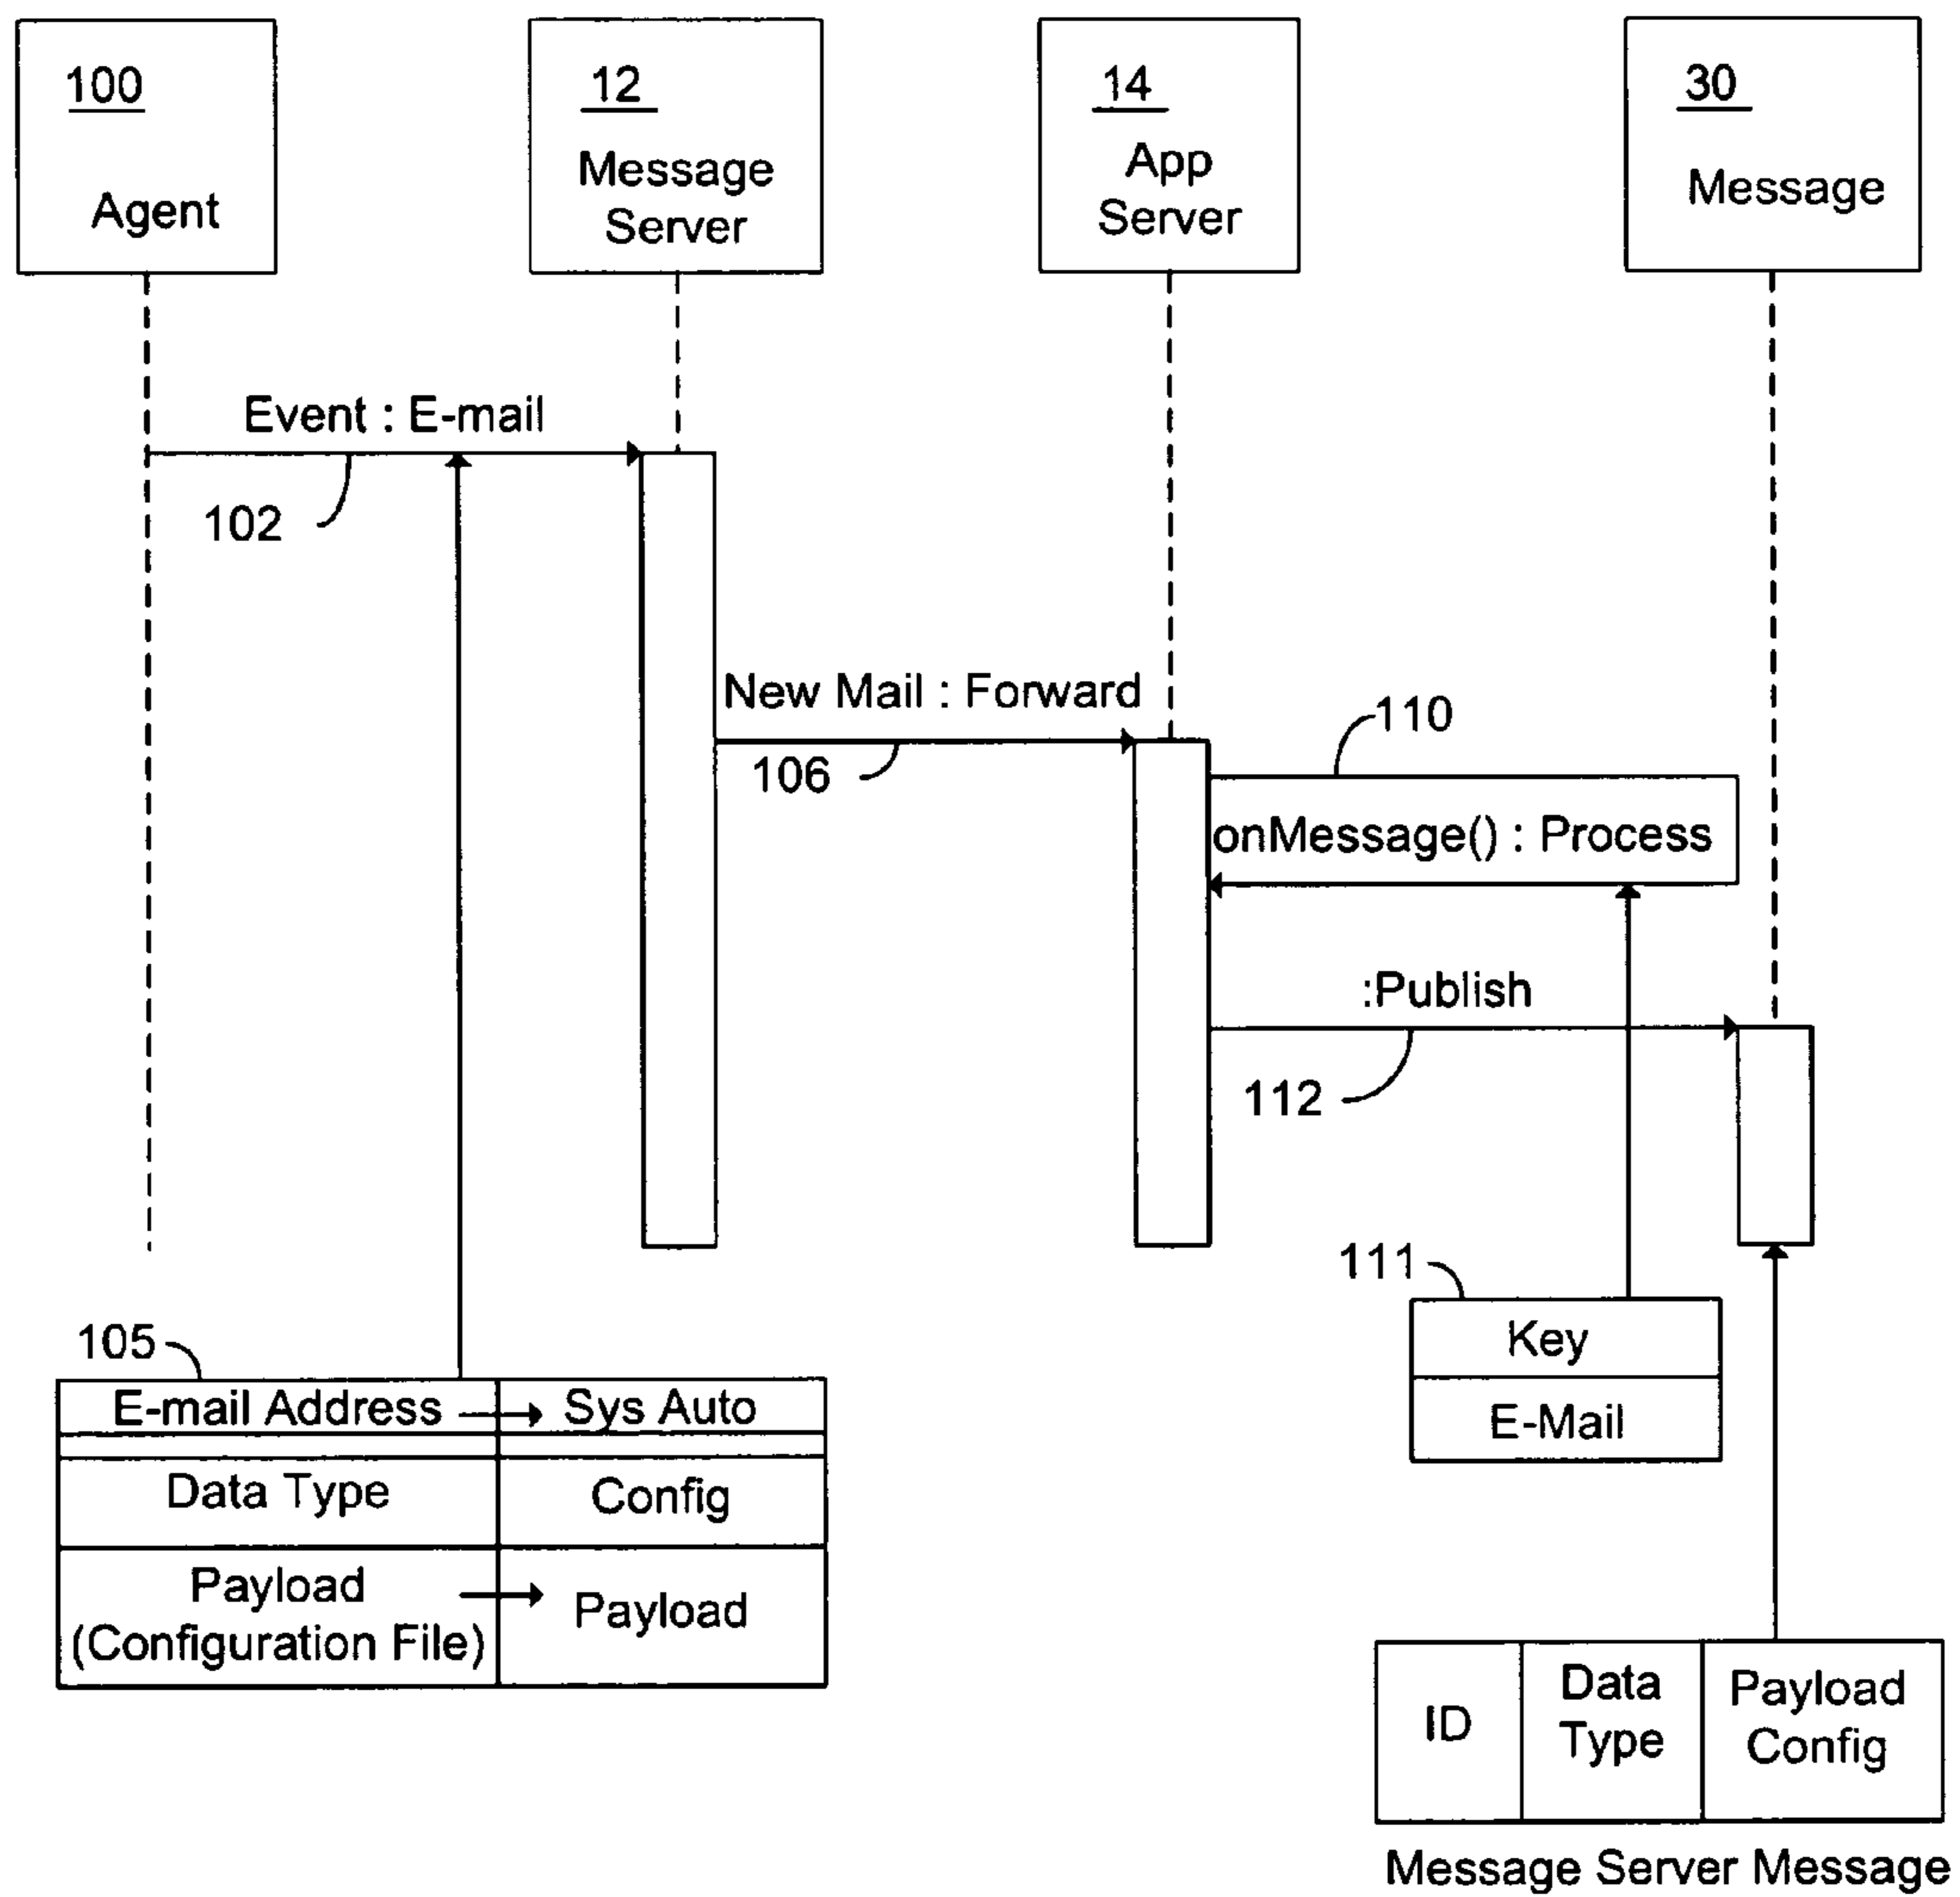 100
Agent
12
Message
Server
14
App
Server
30
Message
Event : E-mail
102
New Mail : Forward
106
110
onMessage() : Process
:Publish
112
111
Key
E-Mail
105
E-mail Address
Sys Auto
Data Type
Config
Payload
(Configuration File)
Payload
ID
Data
Type
Payload
Config
Message Server Message